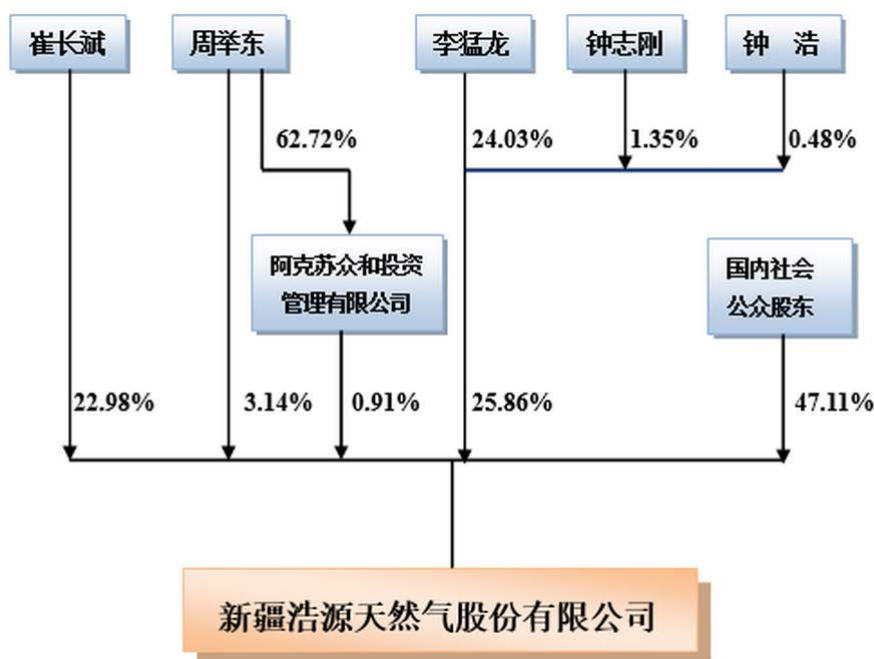 崔长斌
周举东
李猛龙
钟志刚
钟 浩
62.72%
24.03%
1.35%
0.48%
阿克苏众和投资
管理有限公司
国内社会
公众股东
22.98%
3.14%
0.91%
25.86%
47.11%
新疆浩源天然气股份有限公司